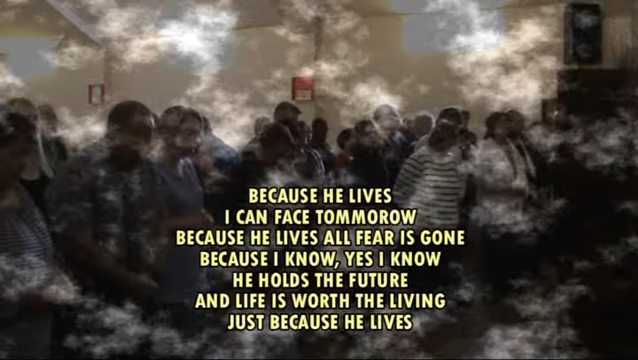 BECAUSE HE LIVES
I CAN FACE TOMMOROW
BECAUSE HE LIVES ALL FEAR IS GONE
BECAUSE I KNOW, YES I KNOW
HE HOLDS THE FUTURE
AND LIFE IS WORTH THE LIVING
JUST BECAUSE HE LIVES